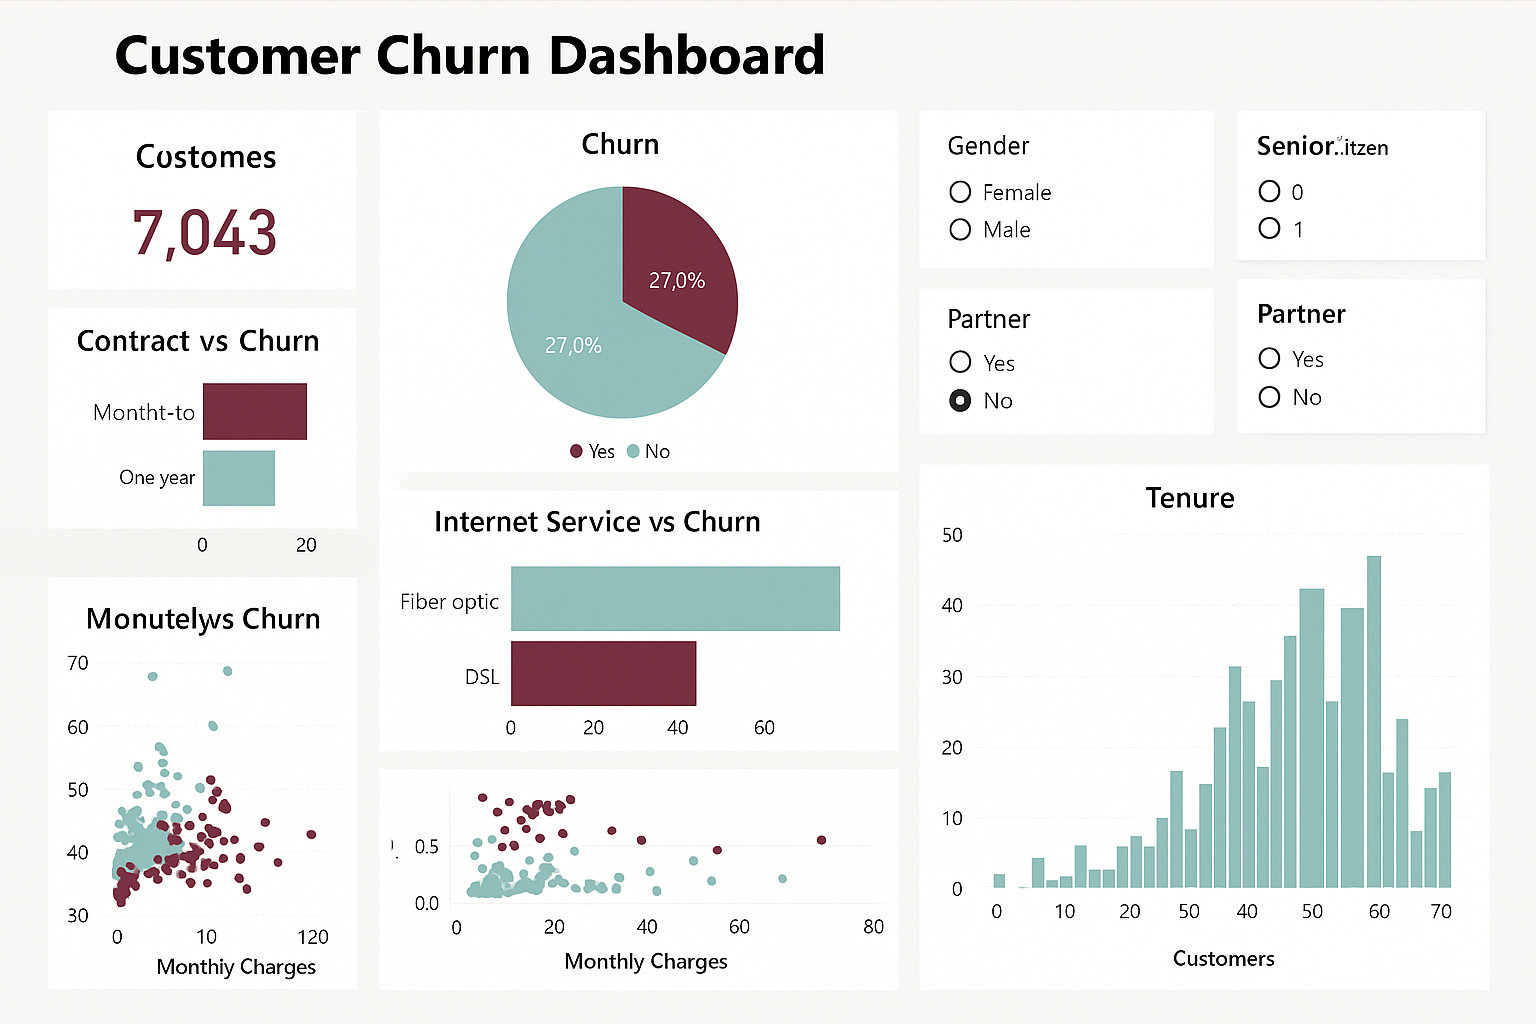 Customer Churn Dashboard
Costomes
7,043
Contract vs Churn
Montht-to
One year
0 20
Monutelyvs Churn
70
60
50
40
30
0 10 120
Monthiy Charges
Churn
27,0%
27,0%
Yes No
Internet Service vs Churn
Fiber optic
DSL
0 20 40 60
0.5
0.0
0 20 40 60 80
Monthly Charges
Gender
Female
Male
Senior..itzen
0
1
Partner
Yes
No
Partner
Yes
No
Tenure
50
40
30
20
10
0
0 10 20 50 40 50 60 70
Customers